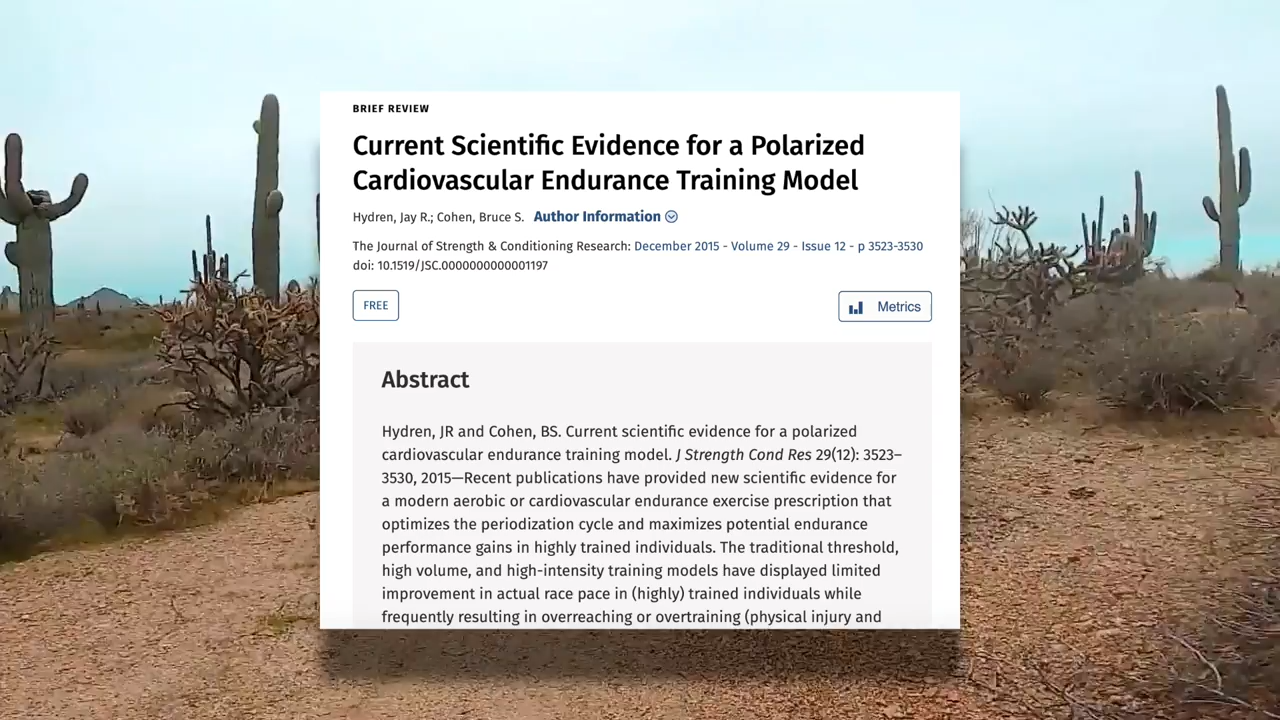 BRIEF REVIEW
Current Scientific Evidence for a Polarized
Cardiovascular Endurance Training Model
Hydren, Jay R.; Cohen, Bruce S. Author Information
The Journal of Strength & Conditioning Research: December 2015 - Volume 29 - Issue 12 - p 3523-3530
doi: 10.1519/JSC.0000000000001197
FREE
Metrics
Abstract
Hydren, JR and Cohen, BS. Current scientific evidence for a polarized
cardiovascular endurance training model. J Strength Cond Res 29(12): 3523–
3530, 2015—Recent publications have provided new scientific evidence for
a modern aerobic or cardiovascular endurance exercise prescription that
optimizes the periodization cycle and maximizes potential endurance
performance gains in highly trained individuals. The traditional threshold,
high volume, and high-intensity training models have displayed limited
improvement in actual race pace in (highly) trained individuals while
frequently resulting in overreaching or overtraining (physical injury and